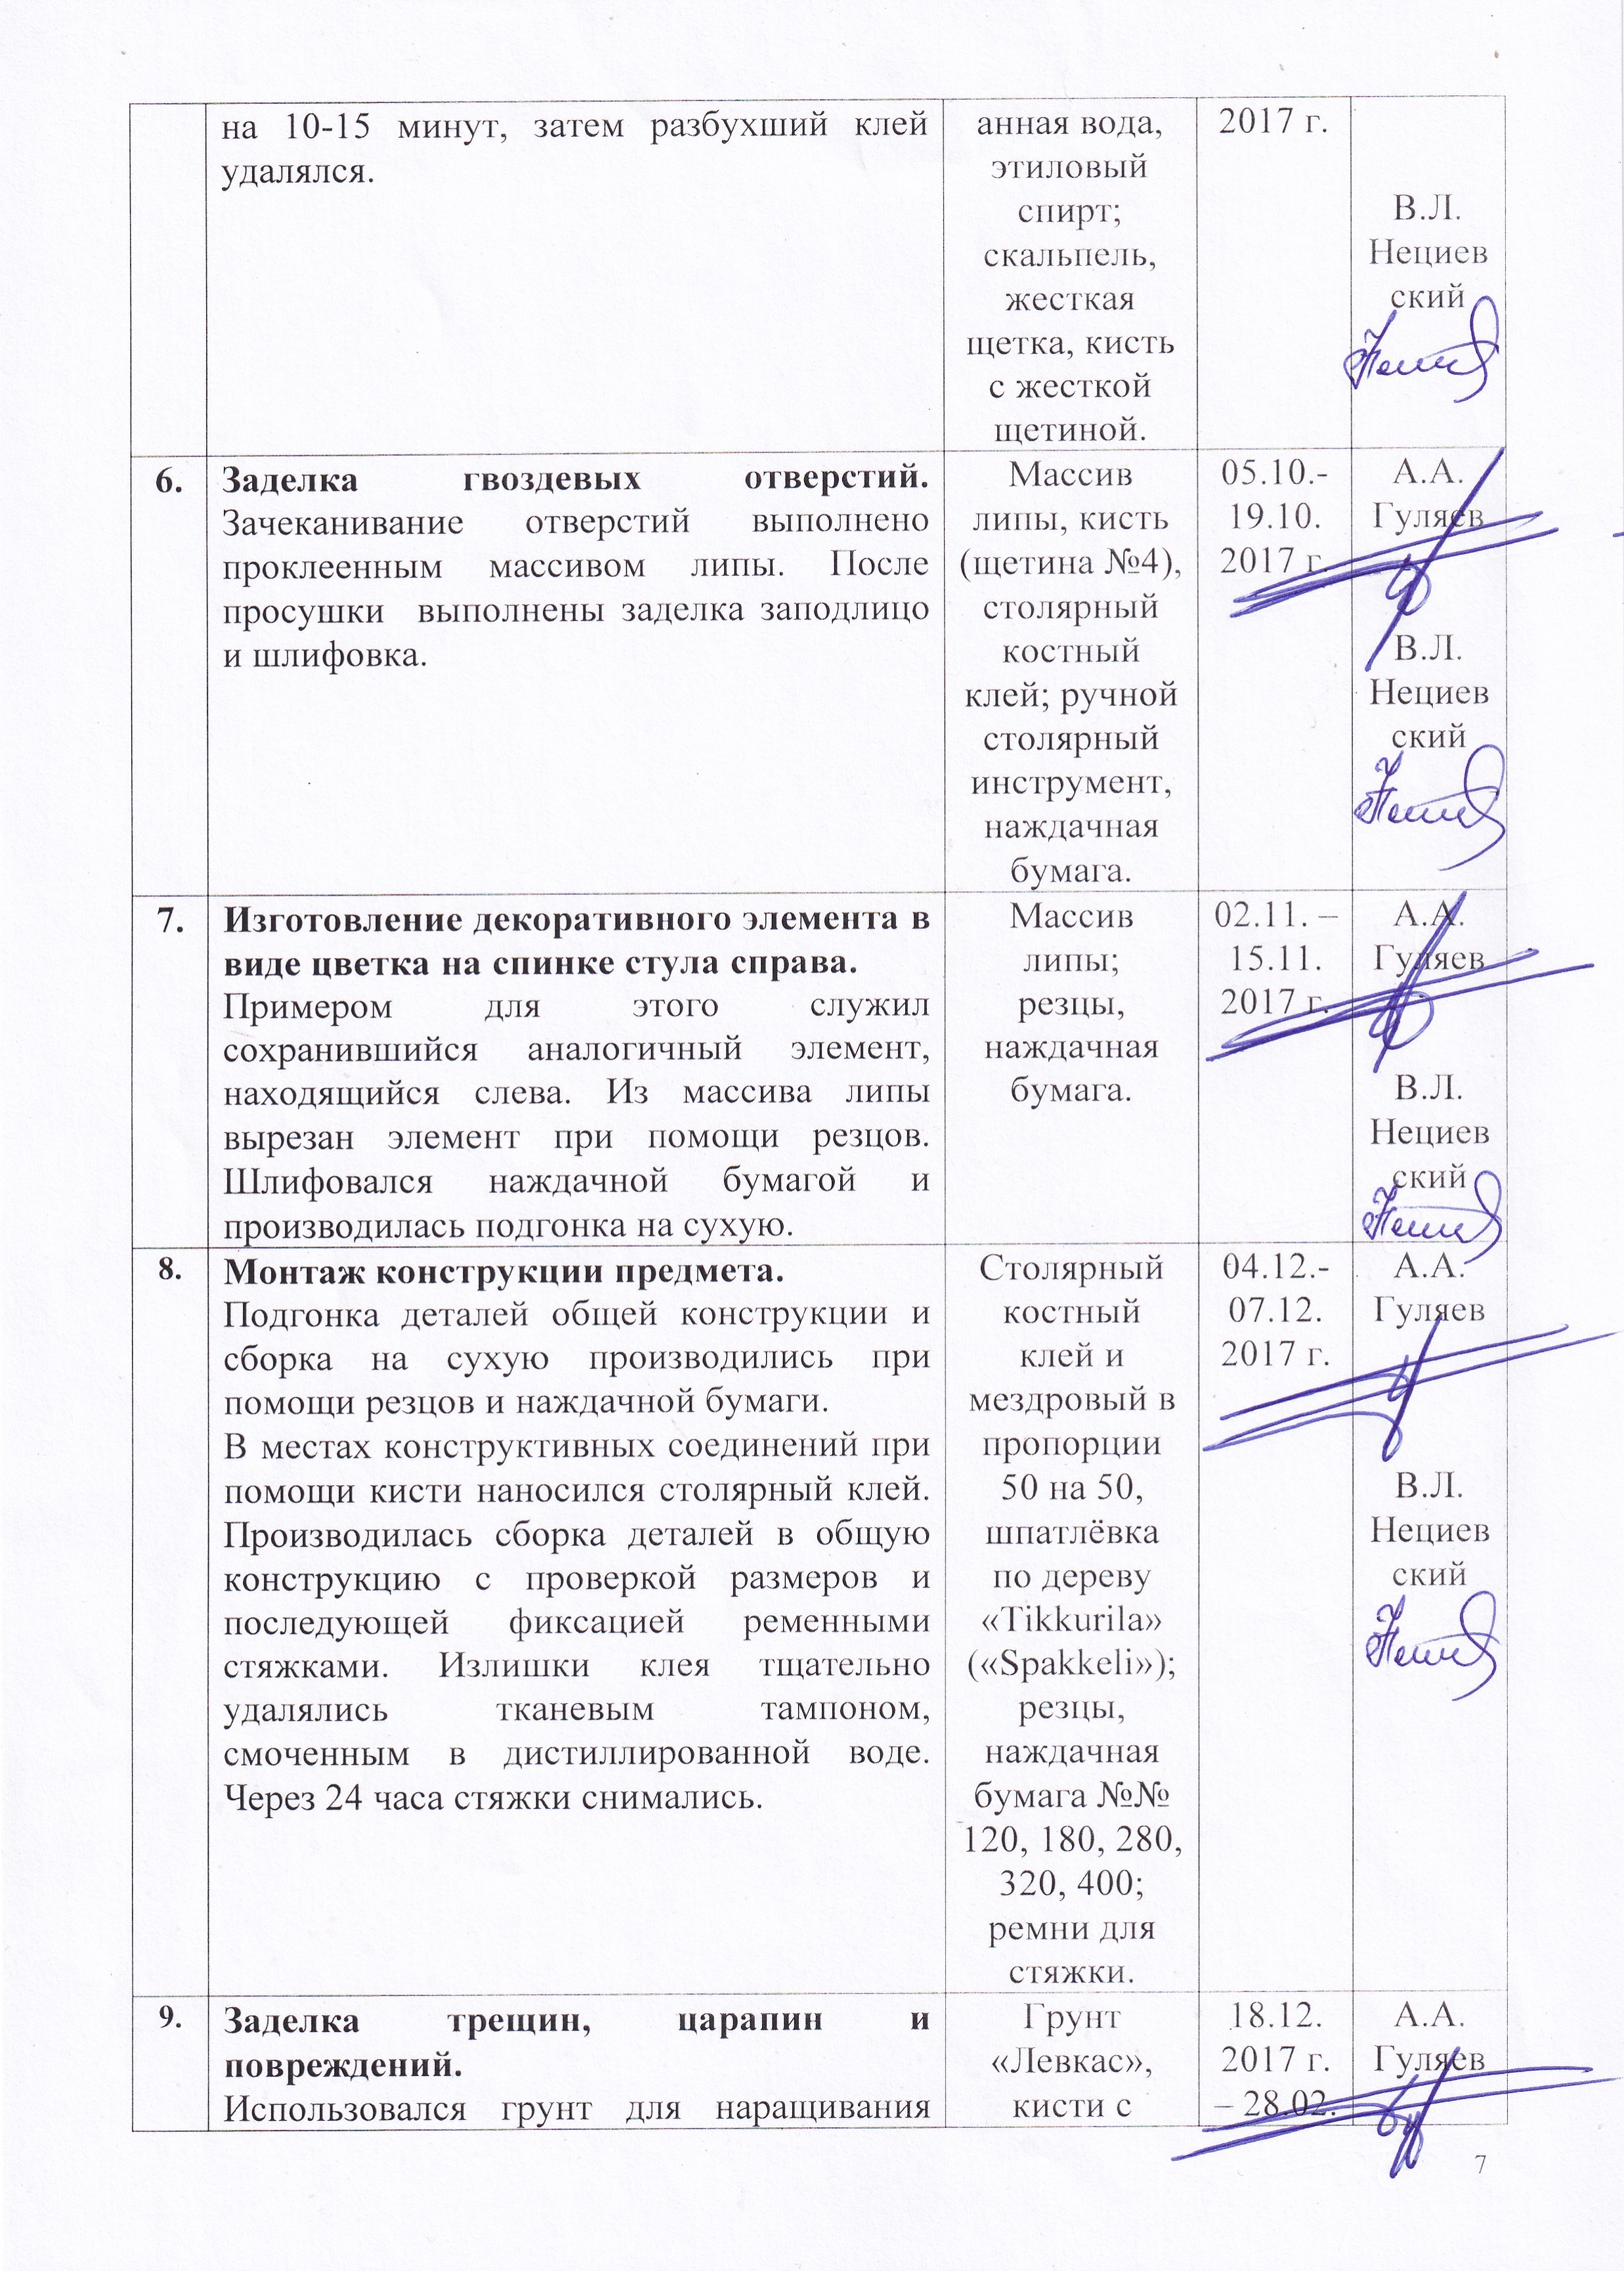 на 10-15 минут, затем разбухший клей
удалялся.
анная вода,
этиловый
спирт;
скальпель,
жесткая
щетка, кисть
с жесткой
щетиной.
2017 г.
В.Л.
Нециев
ский
6.
Заделка гвоздевых отверстий.
Зачеканивание отверстий выполнено
проклеенным массивом липы. После
просушки выполнены заделка заподлицо
и шлифовка.
Массив
липы, кисть
(щетина №4),
столярный
костный
клей; ручной
столярный
инструмент,
наждачная
бумага.
05.10.-
19.10.
2017 г.
А.А.
Гуляев
В.Л.
Нециев
ский
7.
Изготовление декоративного элемента в
виде цветка на спинке стула справа.
Примером для этого служил
сохранившийся аналогичный элемент,
находящийся слева. Из массива липы
вырезан элемент при помощи резцов.
Шлифовался наждачной бумагой и
производилась подгонка на сухую.
Массив
липы;
резцы,
наждачная
бумага.
02.11. –
15.11.
2017 г.
А.А.
Гуляев
В.Л.
Нециев
ский
8.
Монтаж конструкции предмета.
Подгонка деталей общей конструкции и
сборка на сухую производились при
помощи резцов и наждачной бумаги.
В местах конструктивных соединений при
помощи кисти наносился столярный клей.
Производилась сборка деталей в общую
конструкцию с проверкой размеров и
последующей фиксацией ременными
стяжками. Излишки клея тщательно
удалялись тканевым тампоном,
смоченным в дистиллированной воде.
Через 24 часа стяжки снимались.
Столярный
костный
клей и
мездровый в
пропорции
50 на 50,
шпатлёвка
по дереву
«Tikkurila»
(«Spakkeli»);
резцы,
наждачная
бумага №№
120, 180, 280,
320, 400;
ремни для
стяжки.
04.12.-
07.12.
2017 г.
А.А.
Гуляев
В.Л.
Нециев
ский
9.
Заделка трещин, царапин и
повреждений.
Использовался грунт для наращивания
Грунт
«Левкас»,
кисти с
18.12.
2017 г.
– 28.02.
А.А.
Гуляев
7